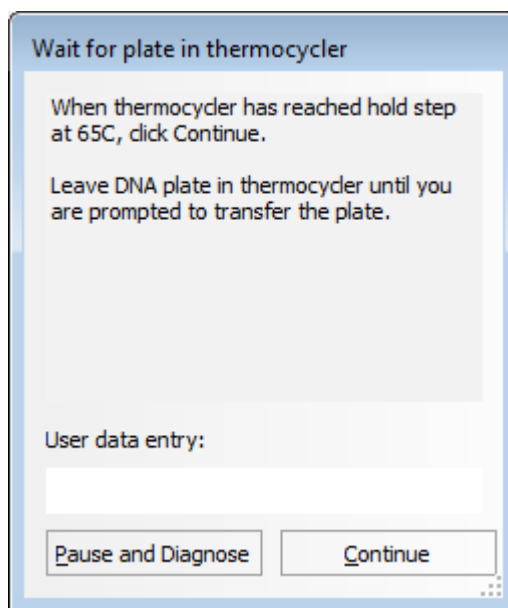 Wait for plate in thermocycler
When thermocycler has reached hold step
at 65C, click Continue.
Leave DNA plate in thermocycler until you
are prompted to transfer the plate.
User data entry:
Pause and Diagnose
Continue